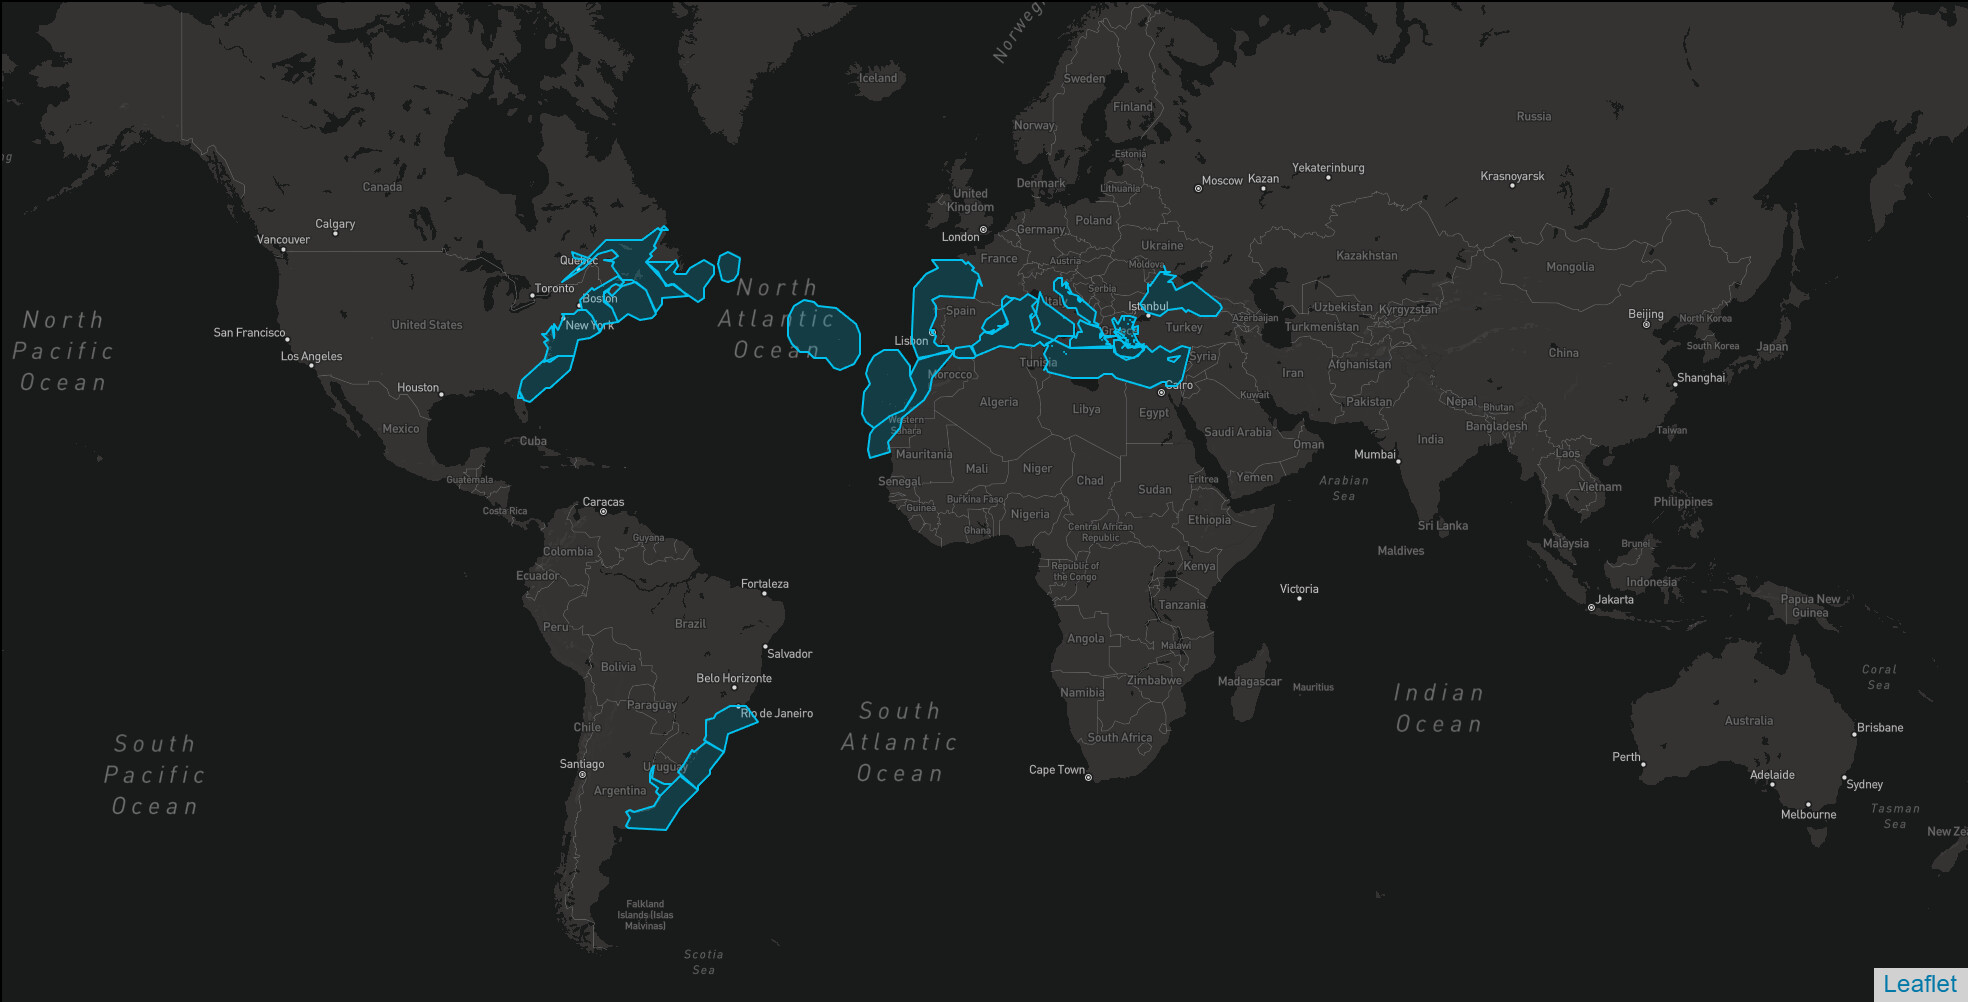 Norweg
Iceland
Sweden
Finland
Norway
Russia
Estonia
ng
Canada
Denmark
Lithuania
Moscow
Kazan
Yekaterinburg
Krasnoyarsk
United
Kingdom
London
Poland
Germany
Calgary
Vancouver
Ukraine
Quebec
France
Austria
Moldova
Kazakhstan
Mongolia
Toronto
Boston
North
Atlantic
Ocean
Serbia
Italy
Istanbul
Spain
North
Pacific
Ocean
San Francisco
United States
New York
Lisbon
Greece
Turkey
Azerbaijan
Uzbekistan
Kyrgyzstan
Turkmenistan
Beijing
North Korea
South Korea
Japan
Los Angeles
China
Tunisia
Syria
Afghanistan
Iran
Morocco
Houston
Shanghai
Cairo
Kuwait
Algeria
Libya
Egypt
Pakistan
Nepal
Bhutan
Mexico
Western
Sahara
Bangladesh
Taiwan
Cuba
Saudi Arabia
Oman
India
Mauritania
Mumbai
Laos
Guatemala
Mali
Niger
Chad
Senegal
Sudan
Eritrea
Yemen
Arabian
Sea
Vietnam
Burkina Faso
Philippines
Caracas
Costa Rica
Guinea
Nigeria
Ghana
Central African
Republic
Ethiopia
Sri Lanka
Guyana
Colombia
Malaysia
Brunei
Maldives
Ecuador
Republic of
the Congo
Kenya
Fortaleza
Victoria
Indonesia
Jakarta
Papua New
Guinea
Tanzania
Peru
Brazil
Angola
Malawi
Salvador
Bolivia
Belo Horizonte
Zimbabwe
Madagascar
Mauritius
Coral
Sea
Namibia
Indian
Ocean
Paraguay
Rio de Janeiro
South
Atlantic
Ocean
Chile
Australia
Brisbane
South Africa
South
Pacific
Ocean
Santiago
Uruguay
Cape Town
Perth
Adelaide
Sydney
Argentina
Melbourne
Tasman
Sea
New Ze
Falkland
Islands (Islas
Malvinas)
Scotia
Sea
Leaflet